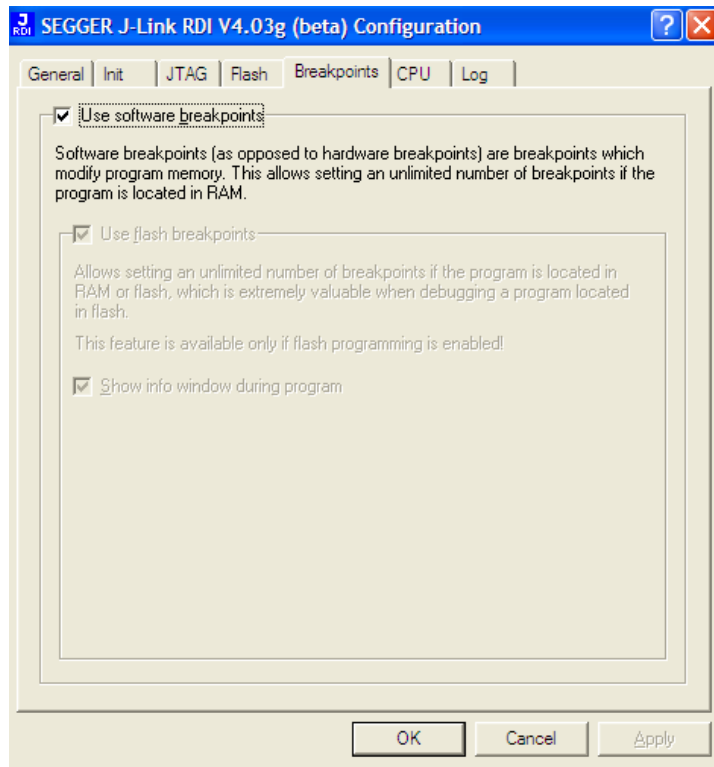 J RDI SEGGER J-Link RDI V4.03g (beta) Configuration
General Init JTAG Flash Breakpoints CPU Log
Use software breakpoints
Software breakpoints (as opposed to hardware breakpoints) are breakpoints which
modify program memory. This allows setting an unlimited number of breakpoints if the
program is located in RAM.
Use flash breakpoints
Allows setting an unlimited number of breakpoints if the program is located in
RAM or flash, which is extremely valuable when debugging a program located
in flash.
This feature is available only if flash programming is enabled!
Show info window during program
OK Cancel Apply